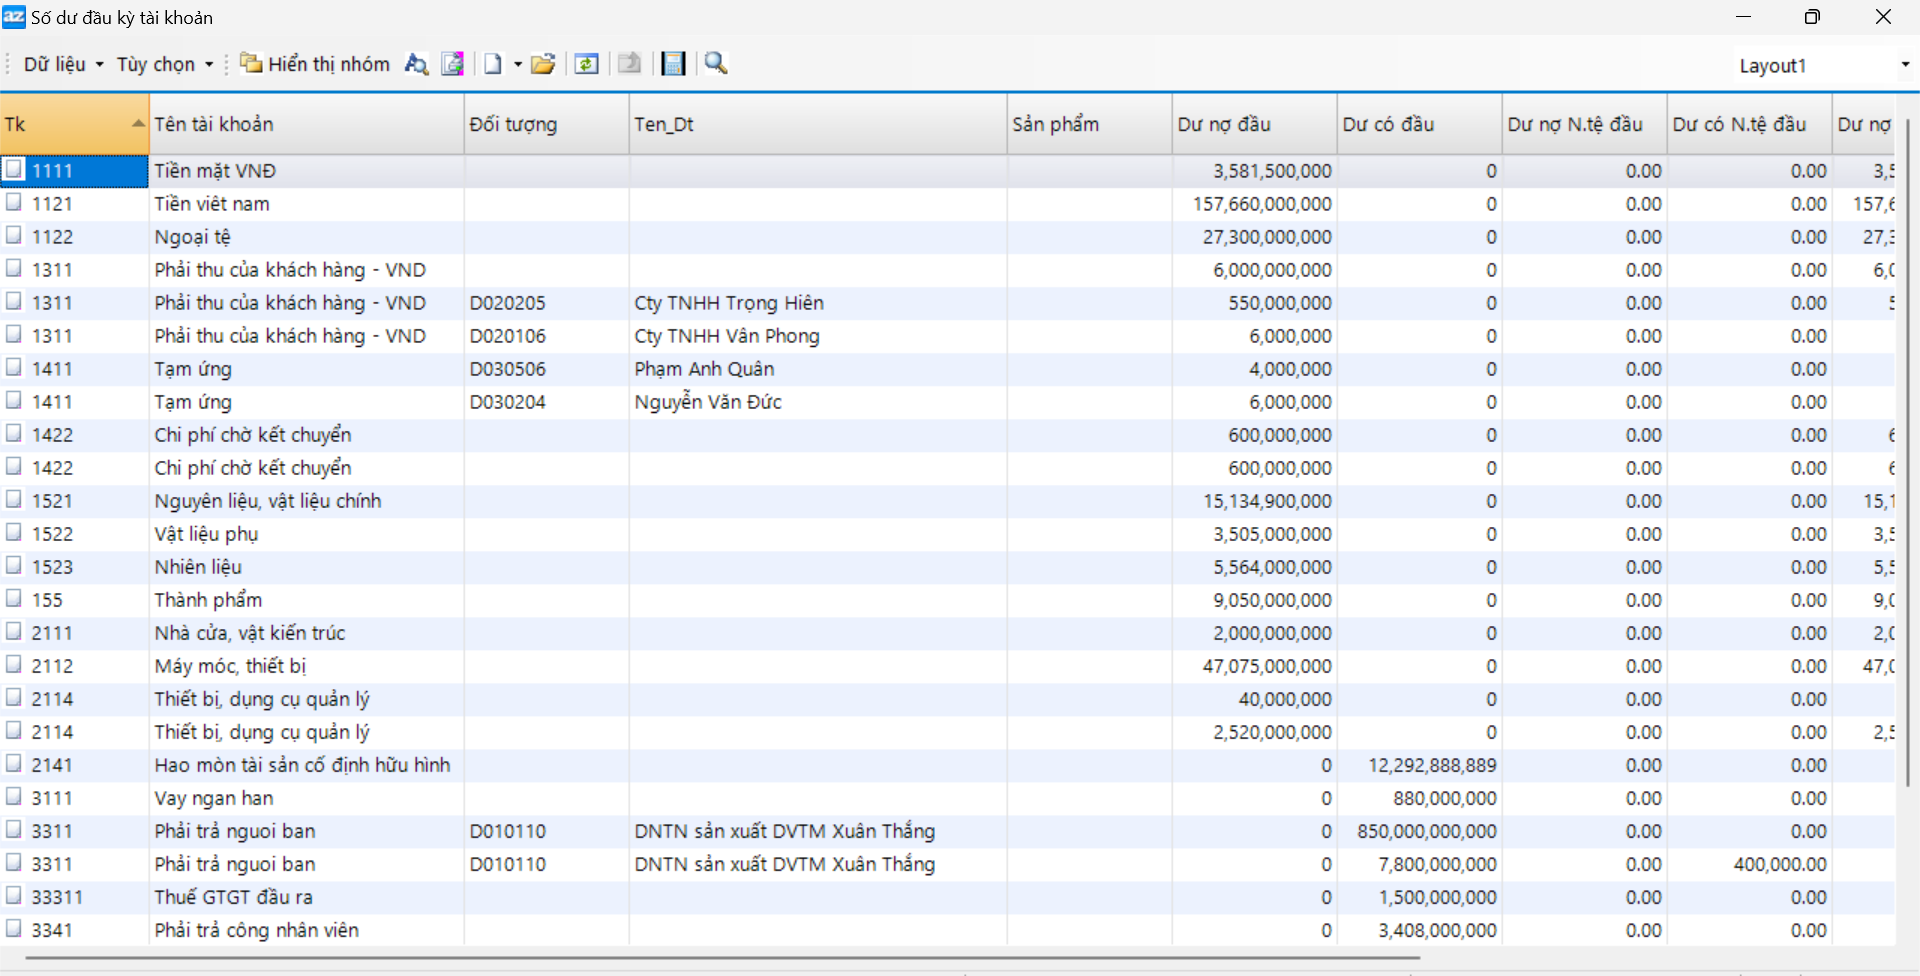 az Số dư đầu kỳ tài khoản
Dữ liệu Tùy chọn Hiển thị nhóm Layout1
Tk Tên tài khoản Đối tượng Ten_Dt Sản phẩm Dư nợ đầu Dư có đầu Dư nợ N.tệ đầu Dư có N.tệ đầu Dư nợ
1111 Tiền mặt VNĐ 3,581,500,000 0 0.00 0.00 3,5
1121 Tiền viêt nam 157,660,000,000 0 0.00 0.00 157,6
1122 Ngoại tệ 27,300,000,000 0 0.00 0.00 27,3
1311 Phải thu của khách hàng - VND 6,000,000,000 0 0.00 0.00 6,0
1311 Phải thu của khách hàng - VND D020205 Cty TNHH Trọng Hiên 550,000,000 0 0.00 0.00 5
1311 Phải thu của khách hàng - VND D020106 Cty TNHH Vân Phong 6,000,000 0 0.00 0.00
1411 Tạm ứng D030506 Phạm Anh Quân 4,000,000 0 0.00 0.00
1411 Tạm ứng D030204 Nguyễn Văn Đức 6,000,000 0 0.00 0.00
1422 Chi phí chờ kết chuyển 600,000,000 0 0.00 0.00 6
1422 Chi phí chờ kết chuyển 600,000,000 0 0.00 0.00 6
1521 Nguyên liệu, vật liệu chính 15,134,900,000 0 0.00 0.00 15,1
1522 Vật liệu phụ 3,505,000,000 0 0.00 0.00 3,5
1523 Nhiên liệu 5,564,000,000 0 0.00 0.00 5,5
155 Thành phẩm 9,050,000,000 0 0.00 0.00 9,0
2111 Nhà cửa, vật kiến trúc 2,000,000,000 0 0.00 0.00 2,0
2112 Máy móc, thiết bị 47,075,000,000 0 0.00 0.00 47,0
2114 Thiết bị, dụng cụ quản lý 40,000,000 0 0.00 0.00
2114 Thiết bị, dụng cụ quản lý 2,520,000,000 0 0.00 0.00 2,5
2141 Hao mòn tài sản cố định hữu hình 0 12,292,888,889 0.00 0.00
3111 Vay ngan han 0 880,000,000 0.00 0.00
3311 Phải trả nguoi ban D010110 DNTN sản xuất DVTM Xuân Thắng 0 850,000,000,000 0.00 0.00
3311 Phải trả nguoi ban D010110 DNTN sản xuất DVTM Xuân Thắng 0 7,800,000,000 0.00 400,000.00
33311 Thuế GTGT đầu ra 0 1,500,000,000 0.00 0.00
3341 Phải trả công nhân viên 0 3,408,000,000 0.00 0.00